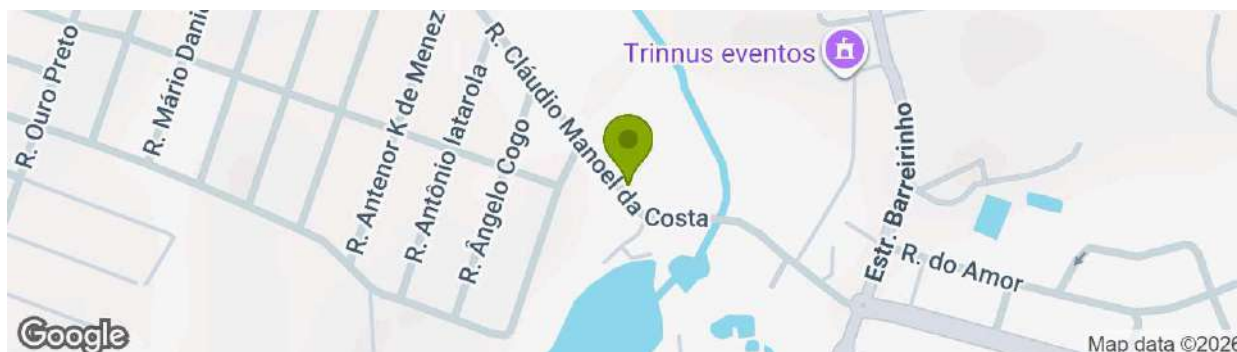 R. Ouro Preto
R. Mário Danie
R. Antenor K de Menez
R. Antônio Iatarola
R. Ângelo Cogo
R. Cláudio Manoel da Costa
Trinnus eventos
Estr. Barreirinho
R. do Amor
Google
Map data ©2026